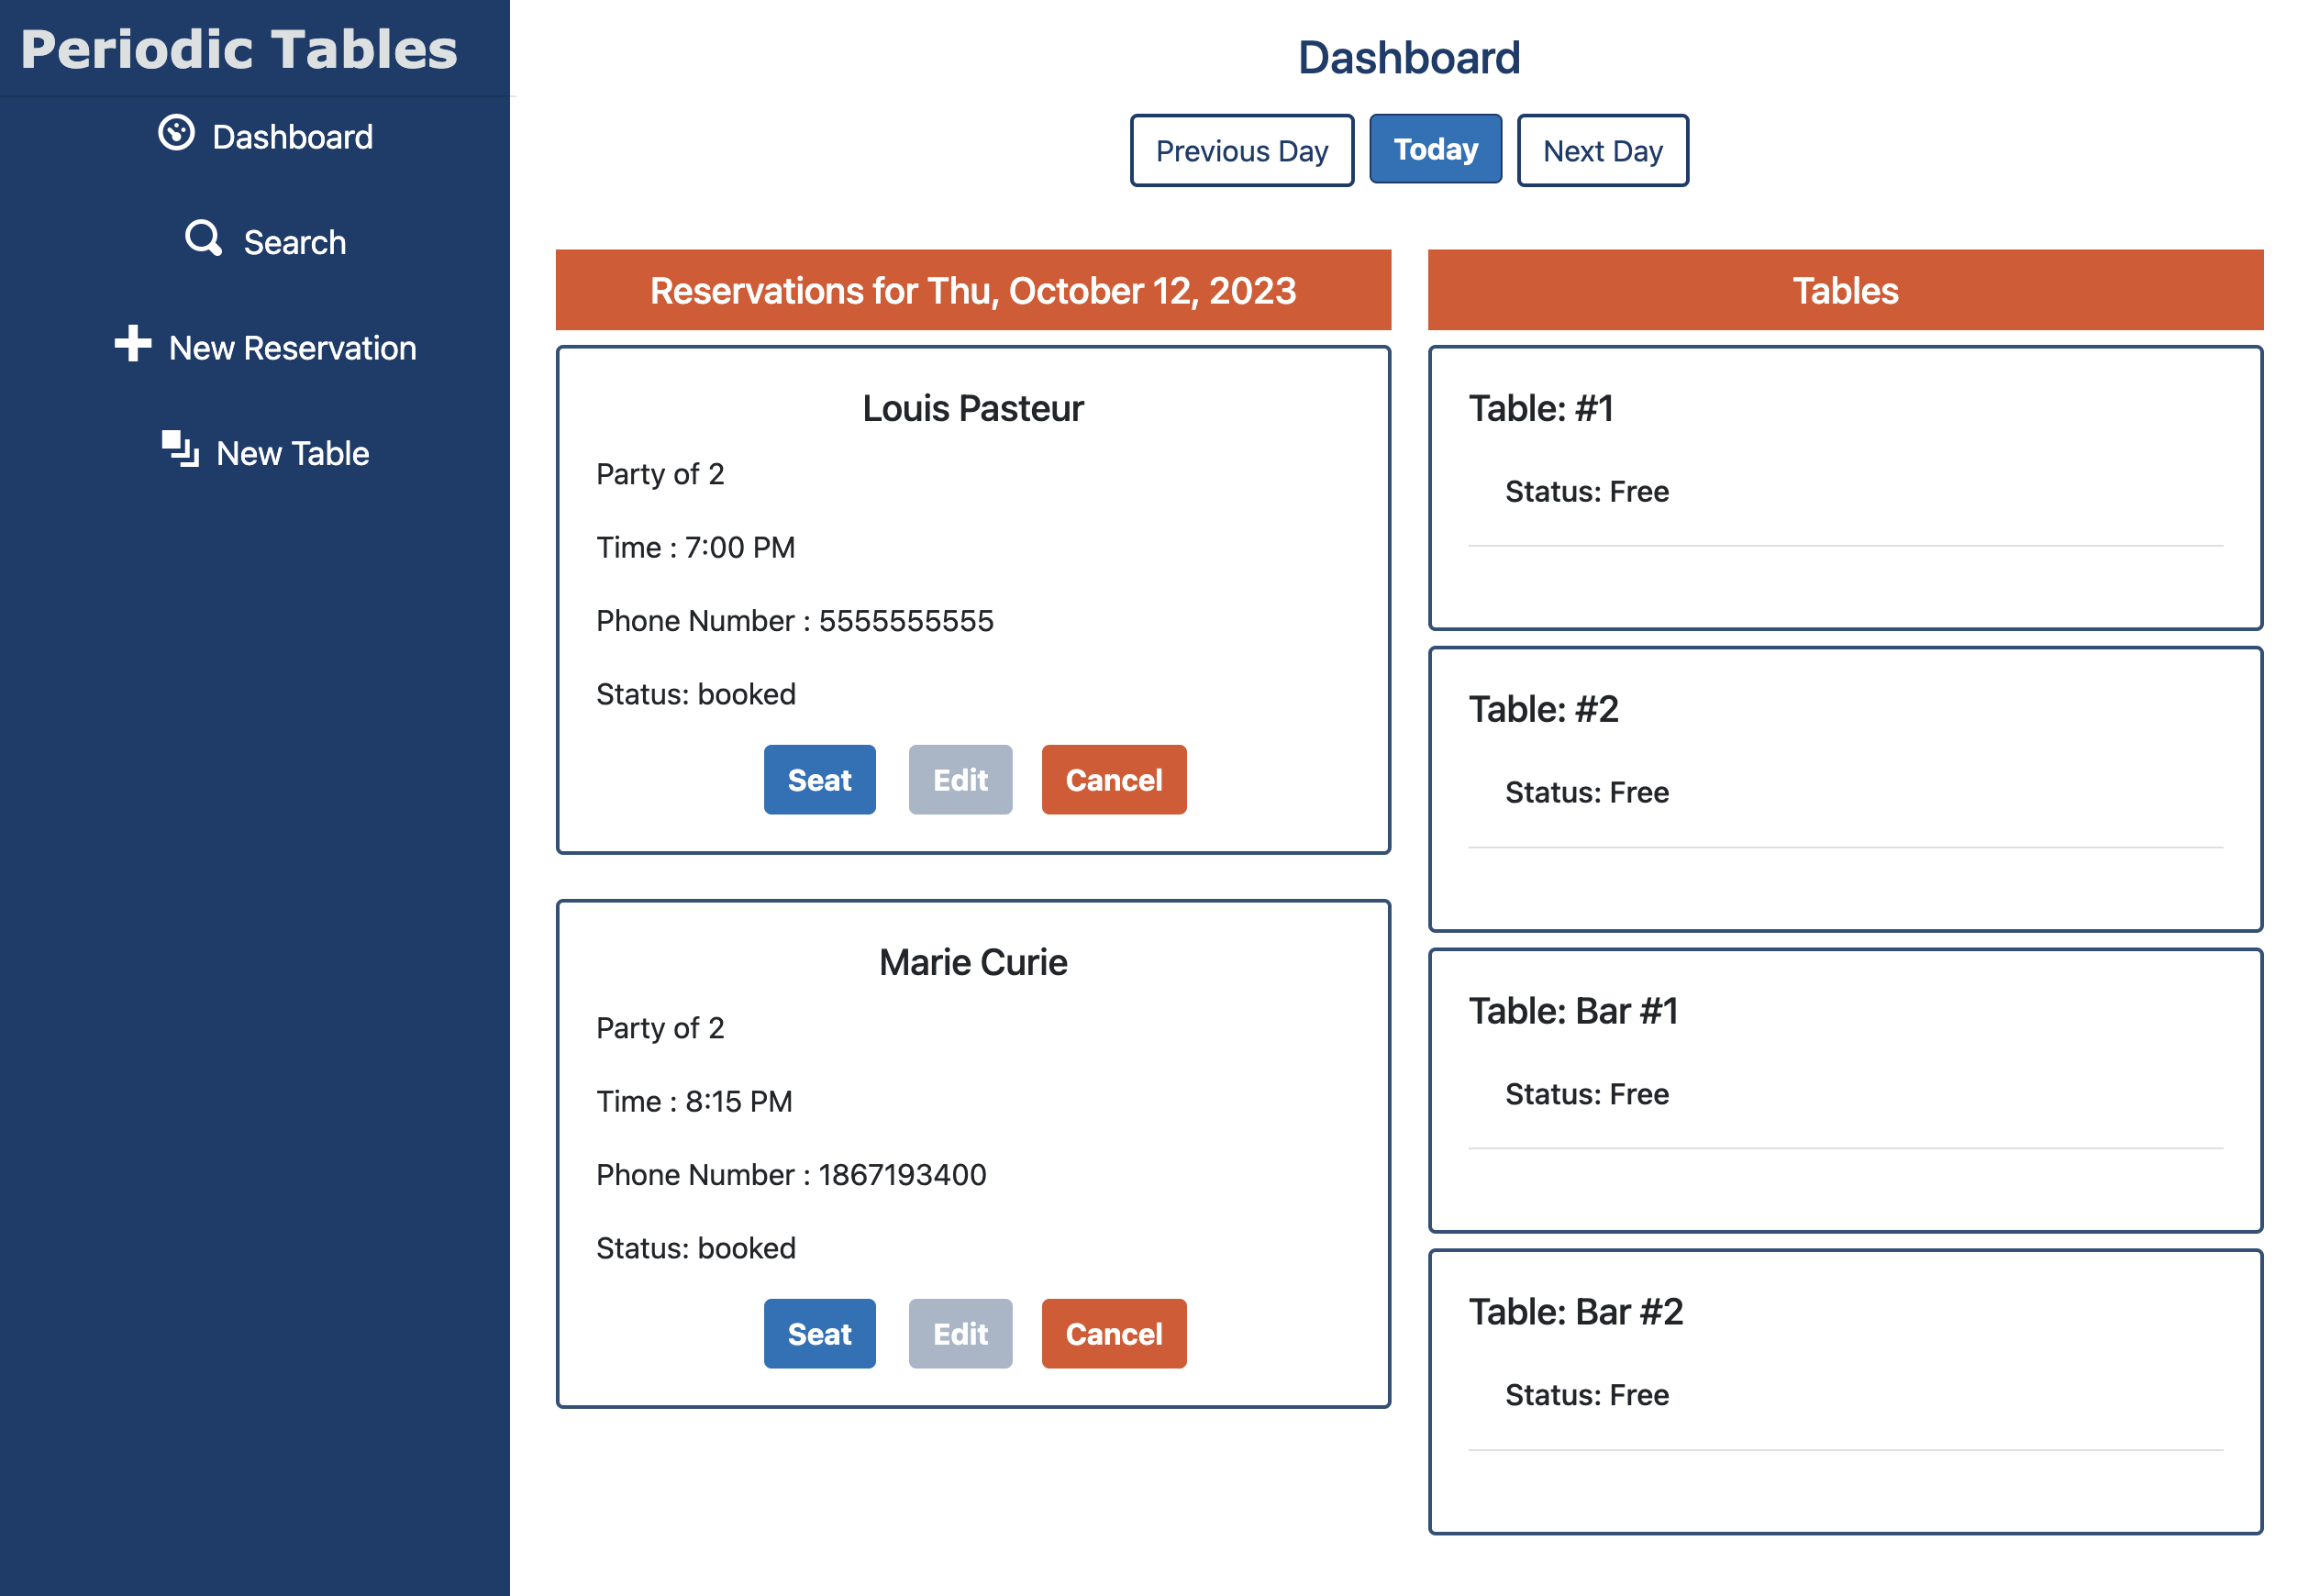 Periodic Tables
Dashboard
Search
New Reservation
New Table
Dashboard
Previous Day
Today
Next Day
Reservations for Thu, October 12, 2023
Louis Pasteur
Party of 2
Time : 7:00 PM
Phone Number : 5555555555
Status: booked
Seat
Edit
Cancel
Marie Curie
Party of 2
Time : 8:15 PM
Phone Number : 1867193400
Status: booked
Seat
Edit
Cancel
Tables
Table: #1
Status: Free
Table: #2
Status: Free
Table: Bar #1
Status: Free
Table: Bar #2
Status: Free